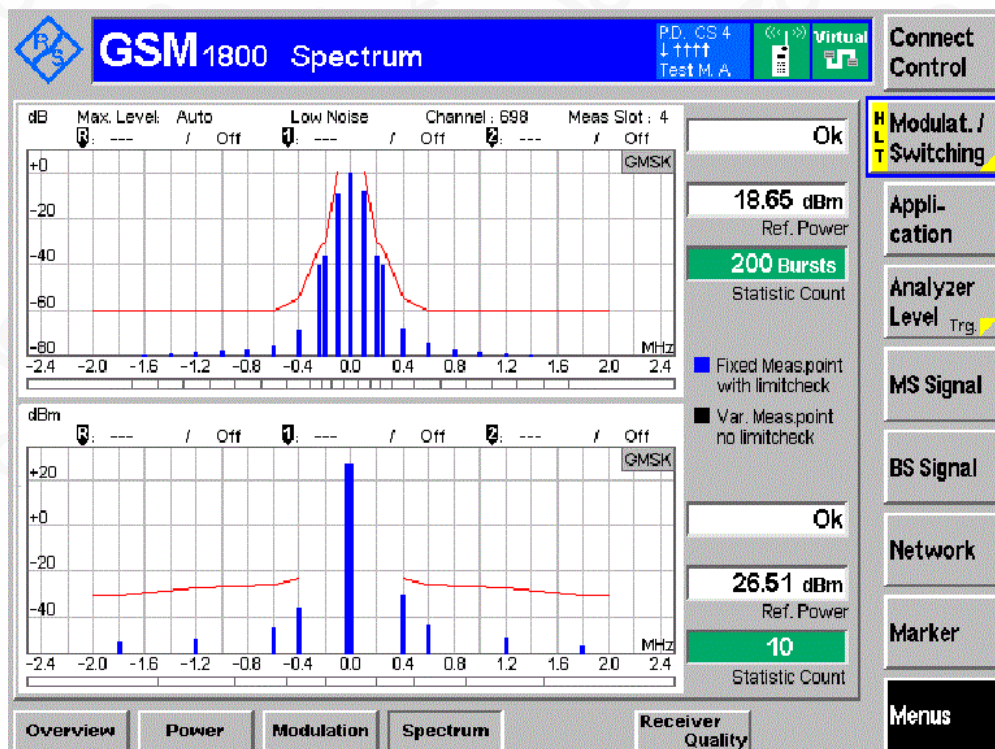 R/S
GSM 1800 Spectrum
P.D. CS 4
↓ ↑↑↑↑
Test M. A
Virtual
Connect
Control
dB Max. Level: Auto Low Noise Channel : 698 Meas Slot : 4
R: --- / Off 1: --- / Off 2: --- / Off
GMSK
+0
-20
-40
-60
-80
MHz
-2.4 -2.0 -1.6 -1.2 -0.8 -0.4 0.0 0.4 0.8 1.2 1.6 2.0 2.4
Ok
18.65 dBm
Ref. Power
200 Bursts
Statistic Count
Fixed Meas.point
with limitcheck
Var. Meas.point
no limitcheck
dBm
R: --- / Off 1: --- / Off 2: --- / Off
GMSK
+20
+0
-20
-40
MHz
-2.4 -2.0 -1.6 -1.2 -0.8 -0.4 0.0 0.4 0.8 1.2 1.6 2.0 2.4
Ok
26.51 dBm
Ref. Power
10
Statistic Count
HLT
Modulat. /
Switching
Appli-
cation
Analyzer
Level Trg.
MS Signal
BS Signal
Network
Marker
Menus
Overview Power Modulation Spectrum Receiver
Quality